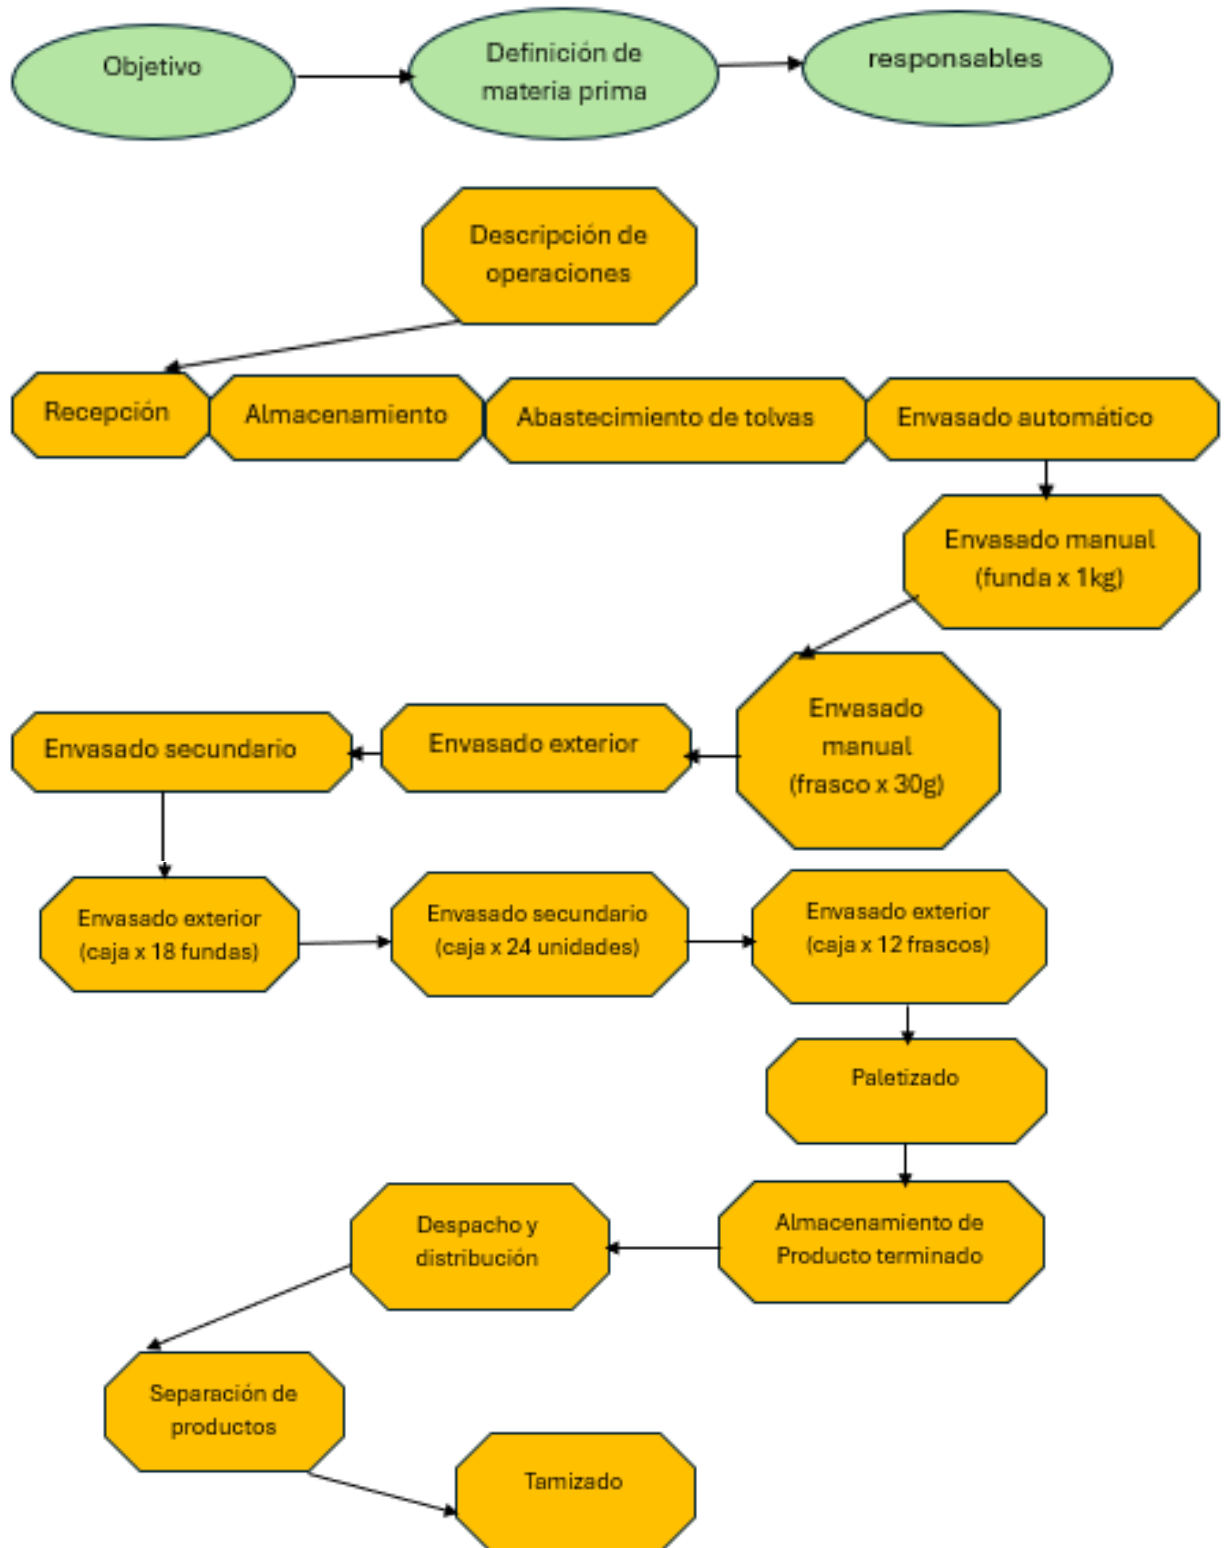 Objetivo
Definición de
materia prima
responsables
Descripción de
operaciones
Recepción
Almacenamiento
Abastecimiento de tolvas
Envasado automático
Envasado manual
(funda x 1kg)
Envasado
manual
(frasco x 30g)
Envasado exterior
Envasado secundario
Envasado exterior
(caja x 18 fundas)
Envasado secundario
(caja x 24 unidades)
Envasado exterior
(caja x 12 frascos)
Paletizado
Almacenamiento de
Producto terminado
Despacho y
distribución
Separación de
productos
Tamizado